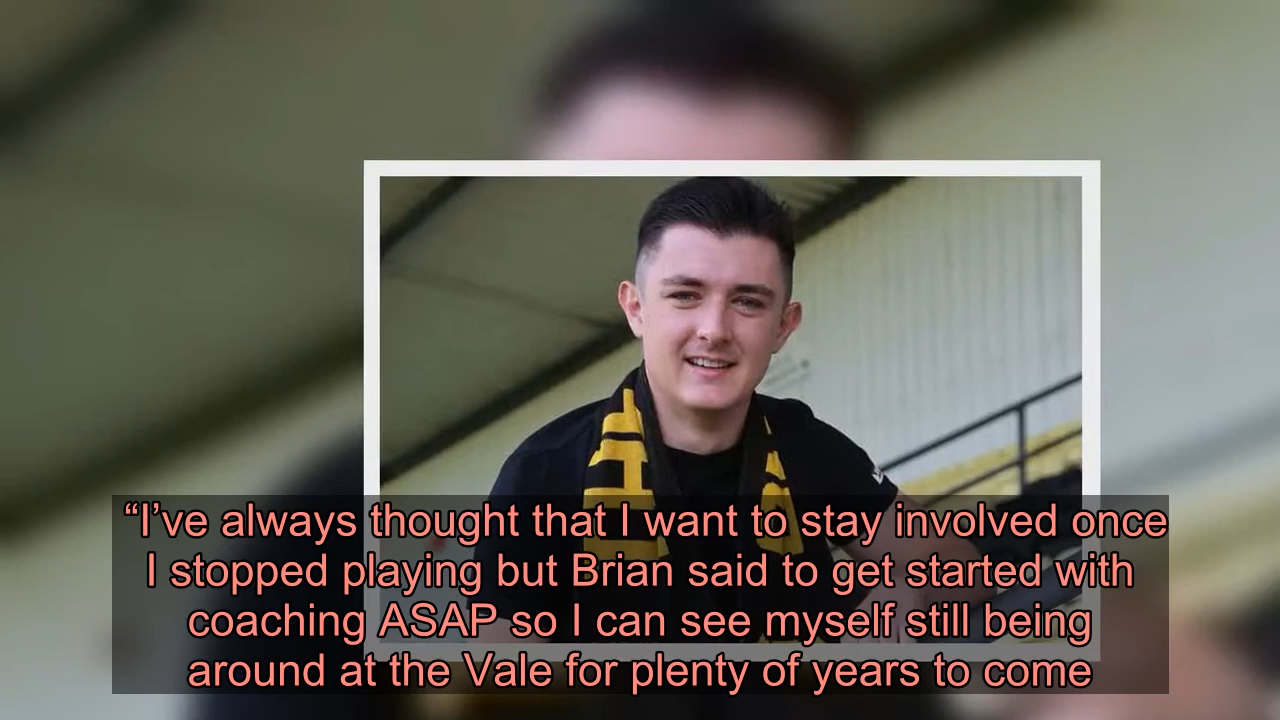 “I’ve always thought that I want to stay involved once
I stopped playing but Brian said to get started with
coaching ASAP so I can see myself still being
around at the Vale for plenty of years to come